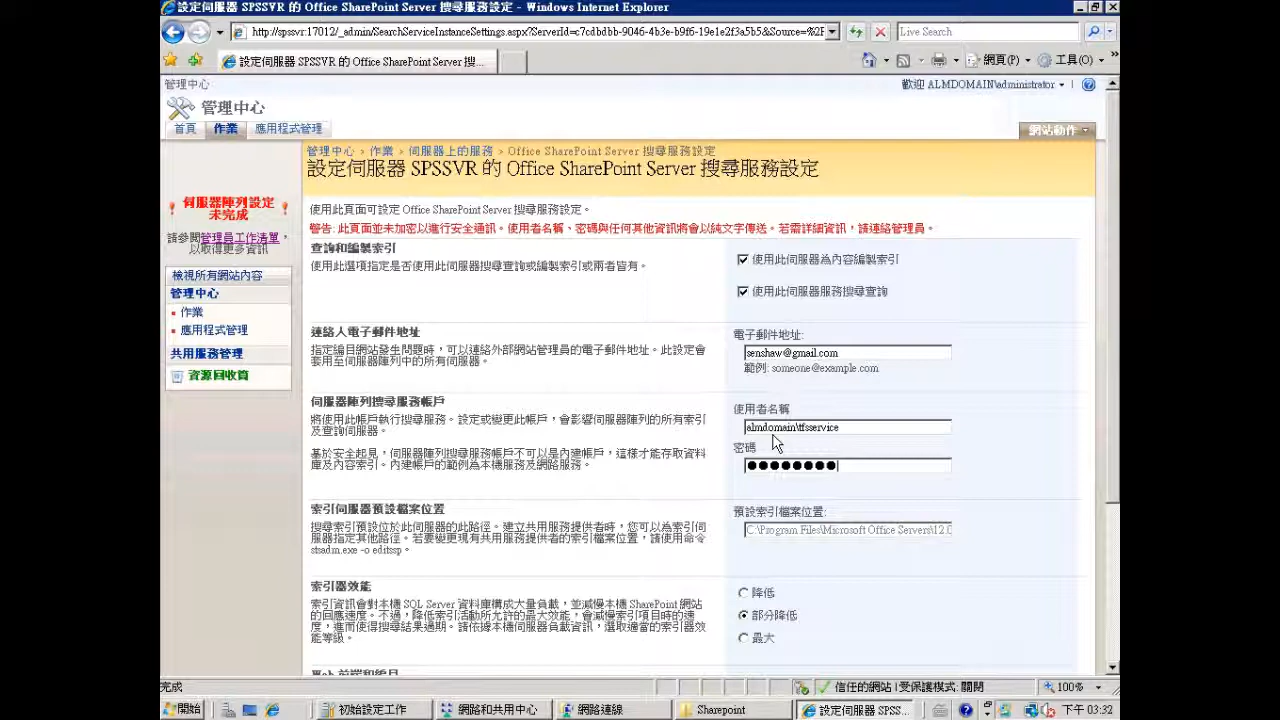 設定伺服器 SPSSVR 的 Office SharePoint Server 搜尋服務設定 - Windows Internet Explorer
http://spssvr:17012/_admin/SearchServiceInstanceSettings.aspx?ServerId=c7cdbdbb-9046-4b3e-b9f6-19e1e2f3a5b5&Source=%2F
Live Search
設定伺服器 SPSSVR 的 Office SharePoint Server 搜...
網頁(P)
工具(O)
管理中心
歡迎 ALMDOMAIN\administrator
管理中心
首頁
作業
應用程式管理
網站動作
管理中心 > 作業 > 伺服器上的服務 > Office SharePoint Server 搜尋服務設定
設定伺服器 SPSSVR 的 Office SharePoint Server 搜尋服務設定
伺服器陣列設定
未完成
請參閱管理員工作清單，
以取得更多資訊
檢視所有網站內容
管理中心
作業
應用程式管理
共用服務管理
資源回收筒
使用此頁面可設定 Office SharePoint Server 搜尋服務設定。
警告: 此頁面並未加密以進行安全通訊。使用者名稱、密碼與任何其他資訊將會以純文字傳送。若需詳細資訊，請連絡管理員。
查詢和編製索引
使用此選項指定是否使用此伺服器搜尋查詢或編製索引或兩者皆有。
使用此伺服器為內容編製索引
使用此伺服器服務搜尋查詢
連絡人電子郵件地址
指定編目網站發生問題時，可以連絡外部網站管理員的電子郵件地址。此設定會
套用至伺服器陣列中的所有伺服器。
電子郵件地址:
senshaw@gmail.com
範例: someone@example.com
伺服器陣列搜尋服務帳戶
將使用此帳戶執行搜尋服務。設定或變更此帳戶，會影響伺服器陣列的所有索引
及查詢伺服器。
基於安全起見，伺服器陣列搜尋服務帳戶不可以是內建帳戶，這樣才能存取資料
庫及內容索引。內建帳戶的範例為本機服務及網路服務。
使用者名稱
almdomain\tfsservice
密碼
●●●●●●●●
索引伺服器預設檔案位置
搜尋索引預設位於此伺服器的此路徑。建立共用服務提供者時，您可以為索引伺
服器指定其他路徑。若要變更現有共用服務提供者的索引檔案位置，請使用命令
stsadm.exe -o editssp。
預設索引檔案位置:
C:\Program Files\Microsoft Office Servers\12.0
索引器效能
索引資訊會對本機 SQL Server 資料庫構成大量負載，並減慢本機 SharePoint 網站
的回應速度。不過，降低索引活動所允許的最大效能，會減慢索引項目時的速
度，進而使得搜尋結果過期。請依據本機伺服器負載資訊，選取適當的索引器效
能等級。
降低
部分降低
最大
Web 前端和編目
完成
信任的網站 | 受保護模式: 關閉
100%
開始
初始設定工作
網路和共用中心
網路連線
Sharepoint
設定伺服器 SPSS...
下午 03:32